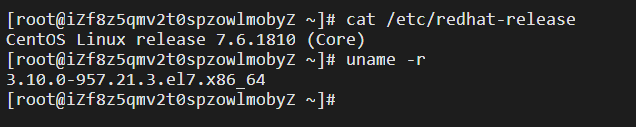 [root@iZf8z5qmv2t0spzowlmobyZ ~]# cat /etc/redhat-release
CentOS Linux release 7.6.1810 (Core)
[root@iZf8z5qmv2t0spzowlmobyZ ~]# uname -r
3.10.0-957.21.3.el7.x86_64
[root@iZf8z5qmv2t0spzowlmobyZ ~]#